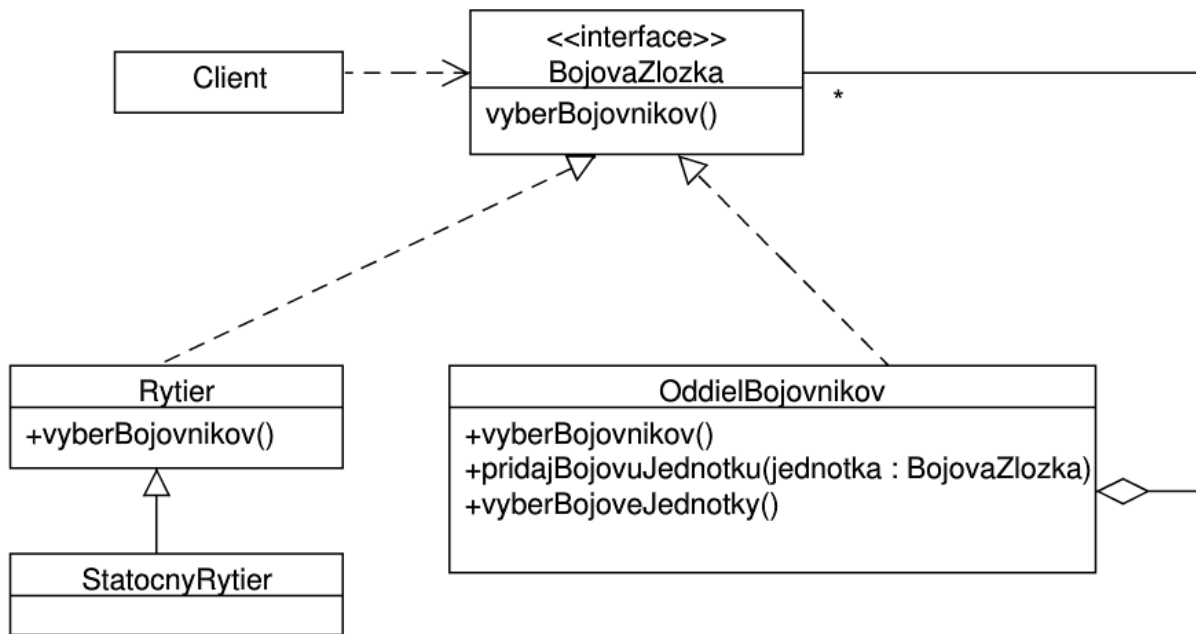 Client
<<interface>>
BojovaZlozka
vyberBojovnikov()
*
Rytier
+vyberBojovnikov()
StatocnyRytier
OddielBojovnikov
+vyberBojovnikov()
+pridajBojovuJednotku(jednotka : BojovaZlozka)
+vyberBojoveJednotky()